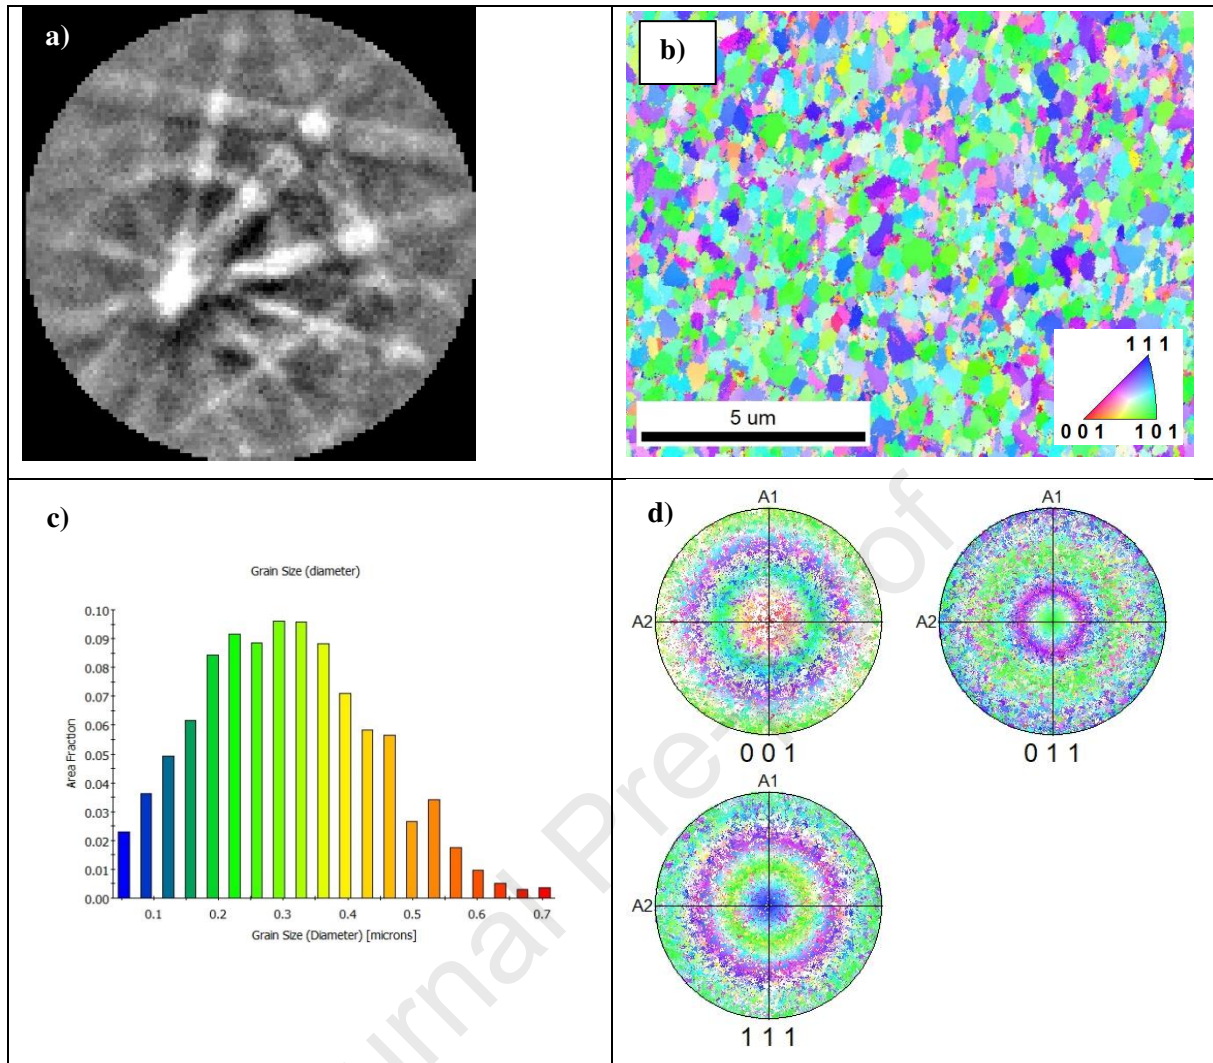 a)
b)
5 um
1 1 1
0 0 1
1 0 1
c)
Grain Size (diameter)
Area Fraction
0.10
0.09
0.08
0.07
0.06
0.05
0.04
0.03
0.02
0.01
0.00
0.1 0.2 0.3 0.4 0.5 0.6 0.7
Grain Size (Diameter) [microns]
d)
A1
A2
0 0 1
A1
A2
0 1 1
A1
A2
1 1 1
urnal Pre-
of